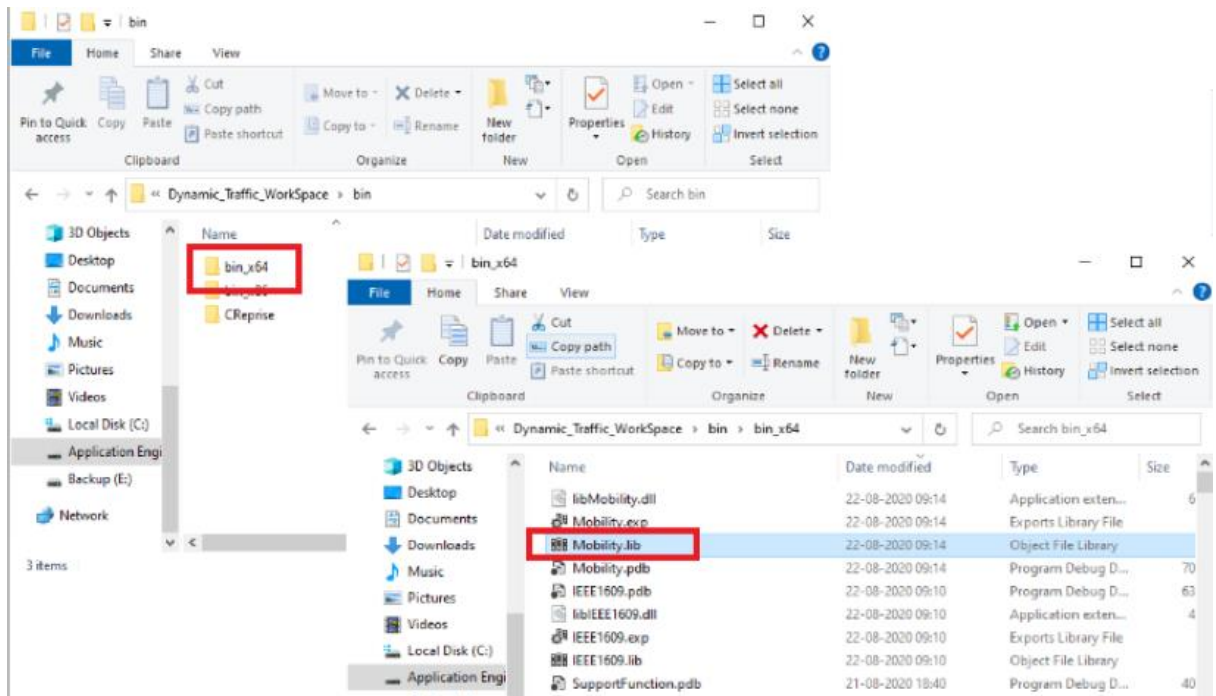 bin
File Home Share View
Pin to Quick access
Copy
Paste
Cut
Copy path
Paste shortcut
Clipboard
Move to
Copy to
Delete
Rename
Organize
New folder
New
Properties
Open
Edit
History
Open
Select all
Select none
Invert selection
Select
« Dynamic_Traffic_WorkSpace › bin
Search bin
3D Objects
Desktop
Documents
Downloads
Music
Pictures
Videos
Local Disk (C:)
Application Engi
Backup (E:)
Network
3 items
Name Date modified Type Size
bin_x64
CReprise
bin_x64
File Home Share View
Pin to Quick access
Copy
Paste
Cut
Copy path
Paste shortcut
Clipboard
Move to
Copy to
Delete
Rename
Organize
New folder
New
Properties
Open
Edit
History
Open
Select all
Select none
Invert selection
Select
« Dynamic_Traffic_WorkSpace › bin › bin_x64
Search bin_x64
3D Objects
Desktop
Documents
Downloads
Music
Pictures
Videos
Local Disk (C:)
Application Engi
Name Date modified Type Size
libMobility.dll 22-08-2020 09:14 Application exten... 6
Mobility.exp 22-08-2020 09:14 Exports Library File
Mobility.lib 22-08-2020 09:14 Object File Library
Mobility.pdb 22-08-2020 09:14 Program Debug D... 70
IEEE1609.pdb 22-08-2020 09:10 Program Debug D... 63
libIEEE1609.dll 22-08-2020 09:10 Application exten... 4
IEEE1609.exp 22-08-2020 09:10 Exports Library File
IEEE1609.lib 22-08-2020 09:10 Object File Library
SupportFunction.pdb 21-08-2020 18:40 Program Debug D... 40